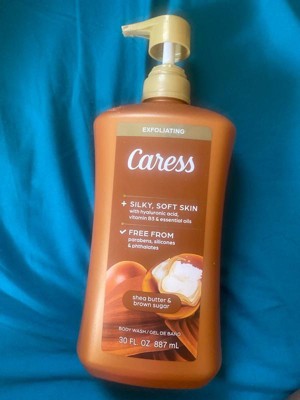 EXFOLIATING
Caress
+ SILKY, SOFT SKIN
with hyaluronic acid,
vitamin B3 & essential oils
✓ FREE FROM
parabens, silicones
& phthalates
shea butter &
brown sugar
BODY WASH / GEL DE BAÑO
30 FL. OZ. 887 mL